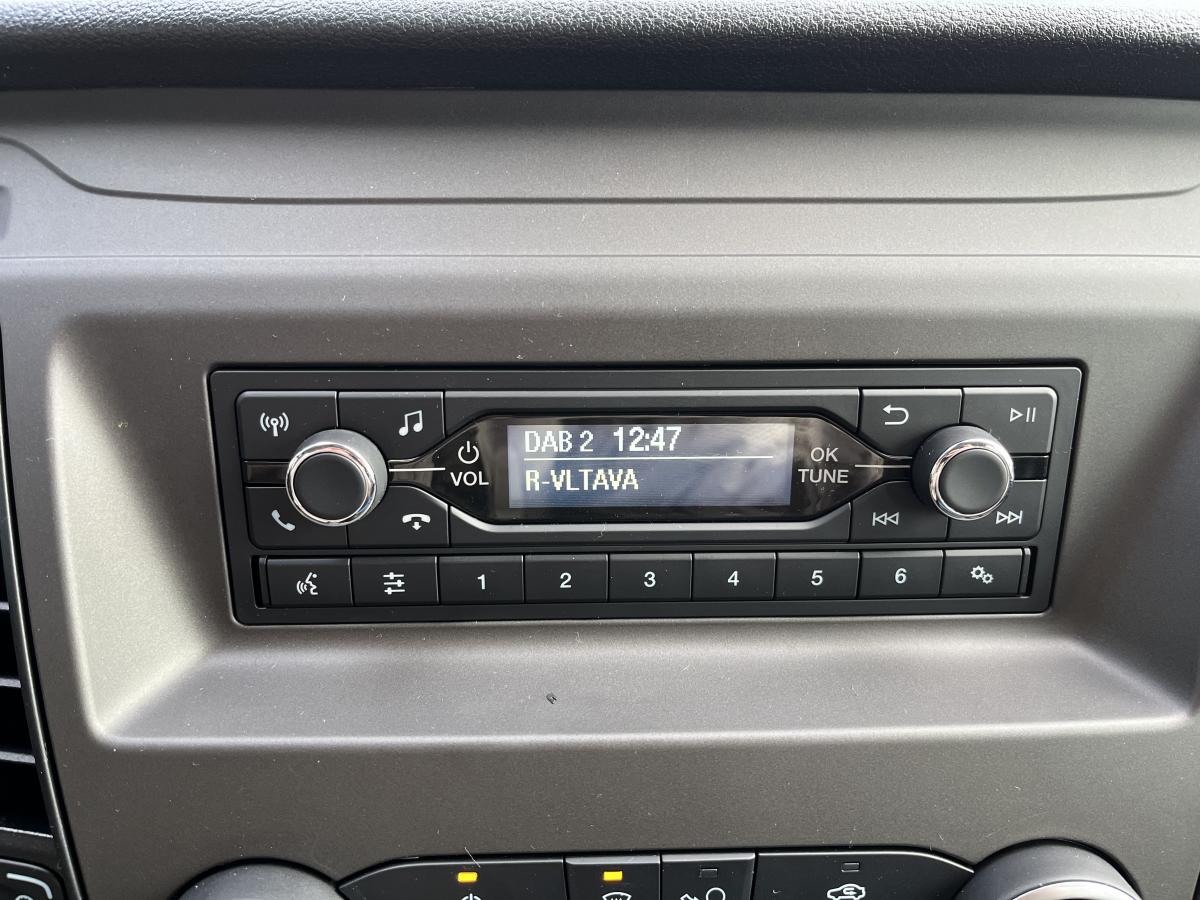 DAB 2 12:47
R-VLTAVA
VOL
OK
TUNE
1 2 3 4 5 6